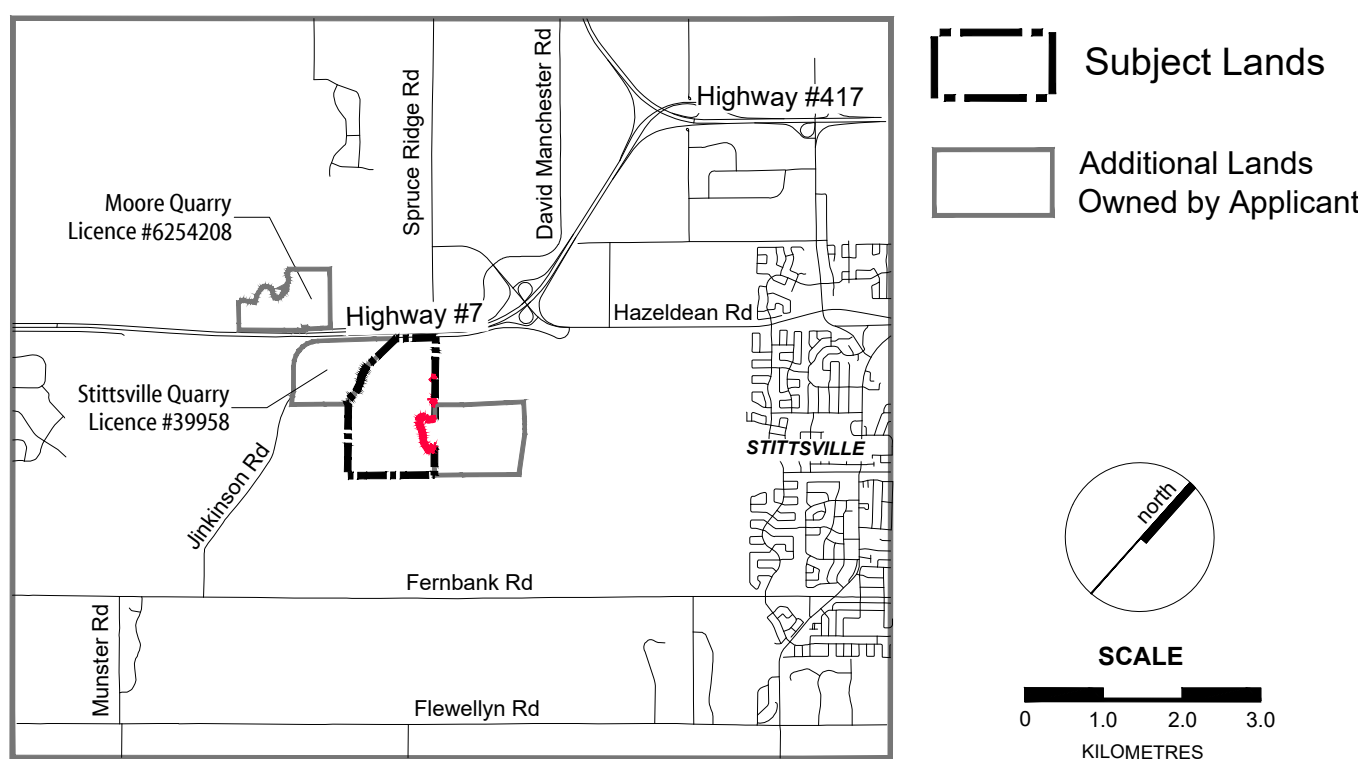 Spruce Ridge Rd
David Manchester Rd
Highway #417
Moore Quarry
Licence #6254208
Highway #7
Hazeldean Rd
Stittsville Quarry
Licence #39958
STITTSVILLE
Jinkinson Rd
Fernbank Rd
Munster Rd
Flewellyn Rd
Subject Lands
Additional Lands
Owned by Applicant
north
SCALE
0 1.0 2.0 3.0
KILOMETRES